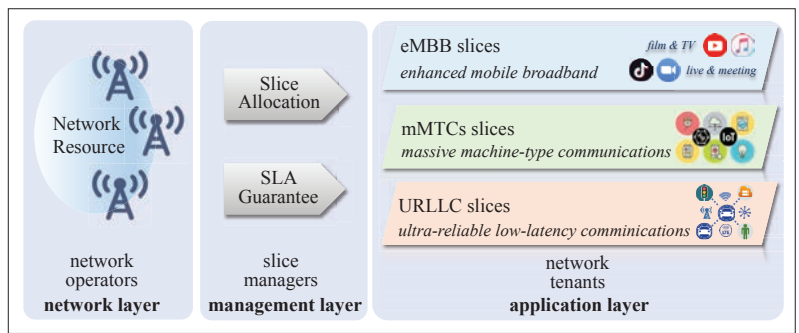 Network
Resource
network
operators
network layer
Slice
Allocation
SLA
Guarantee
slice
managers
management layer
eMBB slices
enhanced mobile broadband
film & TV
live & meeting
mMTCs slices
massive machine-type communications
IoT
URLLC slices
ultra-reliable low-latency comminications
network
tenants
application layer